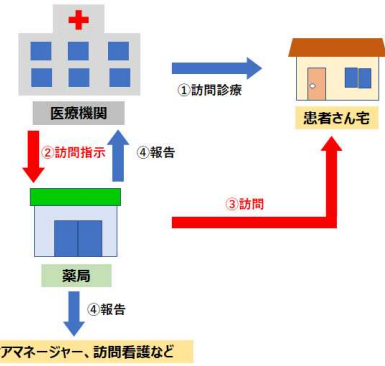 医療機関
①訪問診療
患者さん宅
②訪問指示
④報告
③訪問
薬局
④報告
アマネージャー、訪問看護など